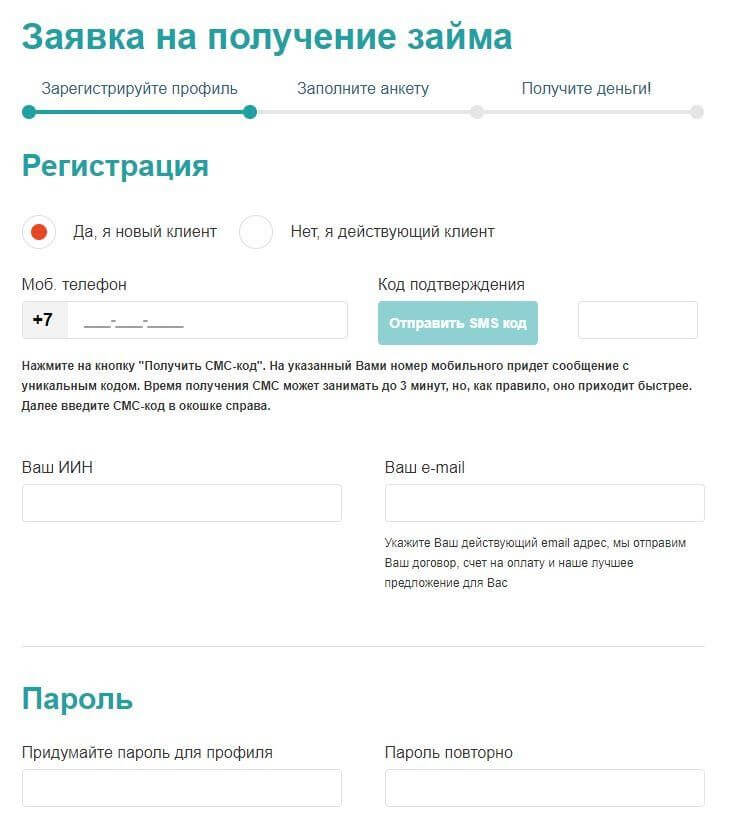 Заявка на получение займа
Зарегистрируйте профиль Заполните анкету Получите деньги!
Регистрация
Да, я новый клиент Нет, я действующий клиент
Моб. телефон Код подтверждения
+7 ___-___-____ Отправить SMS код
Нажмите на кнопку "Получить СМС-код". На указанный Вами номер мобильного придет сообщение с
уникальным кодом. Время получения СМС может занимать до 3 минут, но, как правило, оно приходит быстрее.
Далее введите СМС-код в окошке справа.
Ваш ИИН Ваш e-mail
Укажите Ваш действующий email адрес, мы отправим
Ваш договор, счет на оплату и наше лучшее
предложение для Вас
Пароль
Придумайте пароль для профиля Пароль повторно